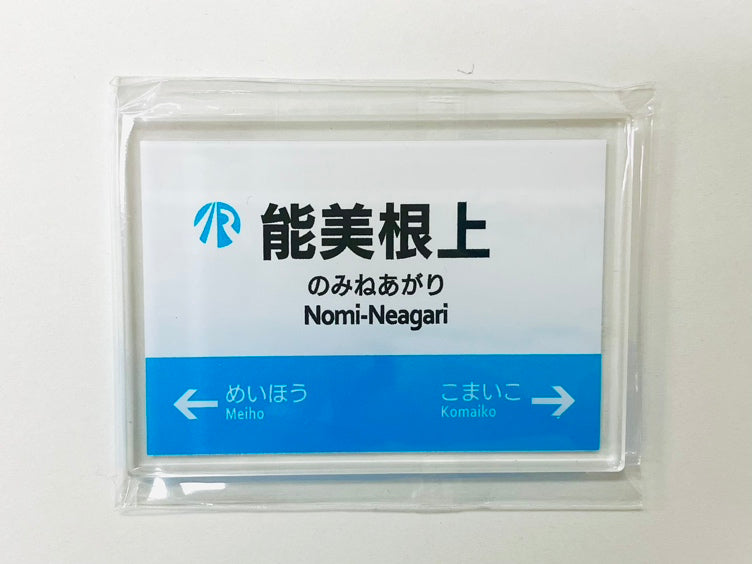 IR 能美根上
のみねあがり
Nomi-Neagari
← めいほう
Meiho
こまいこ →
Komaiko